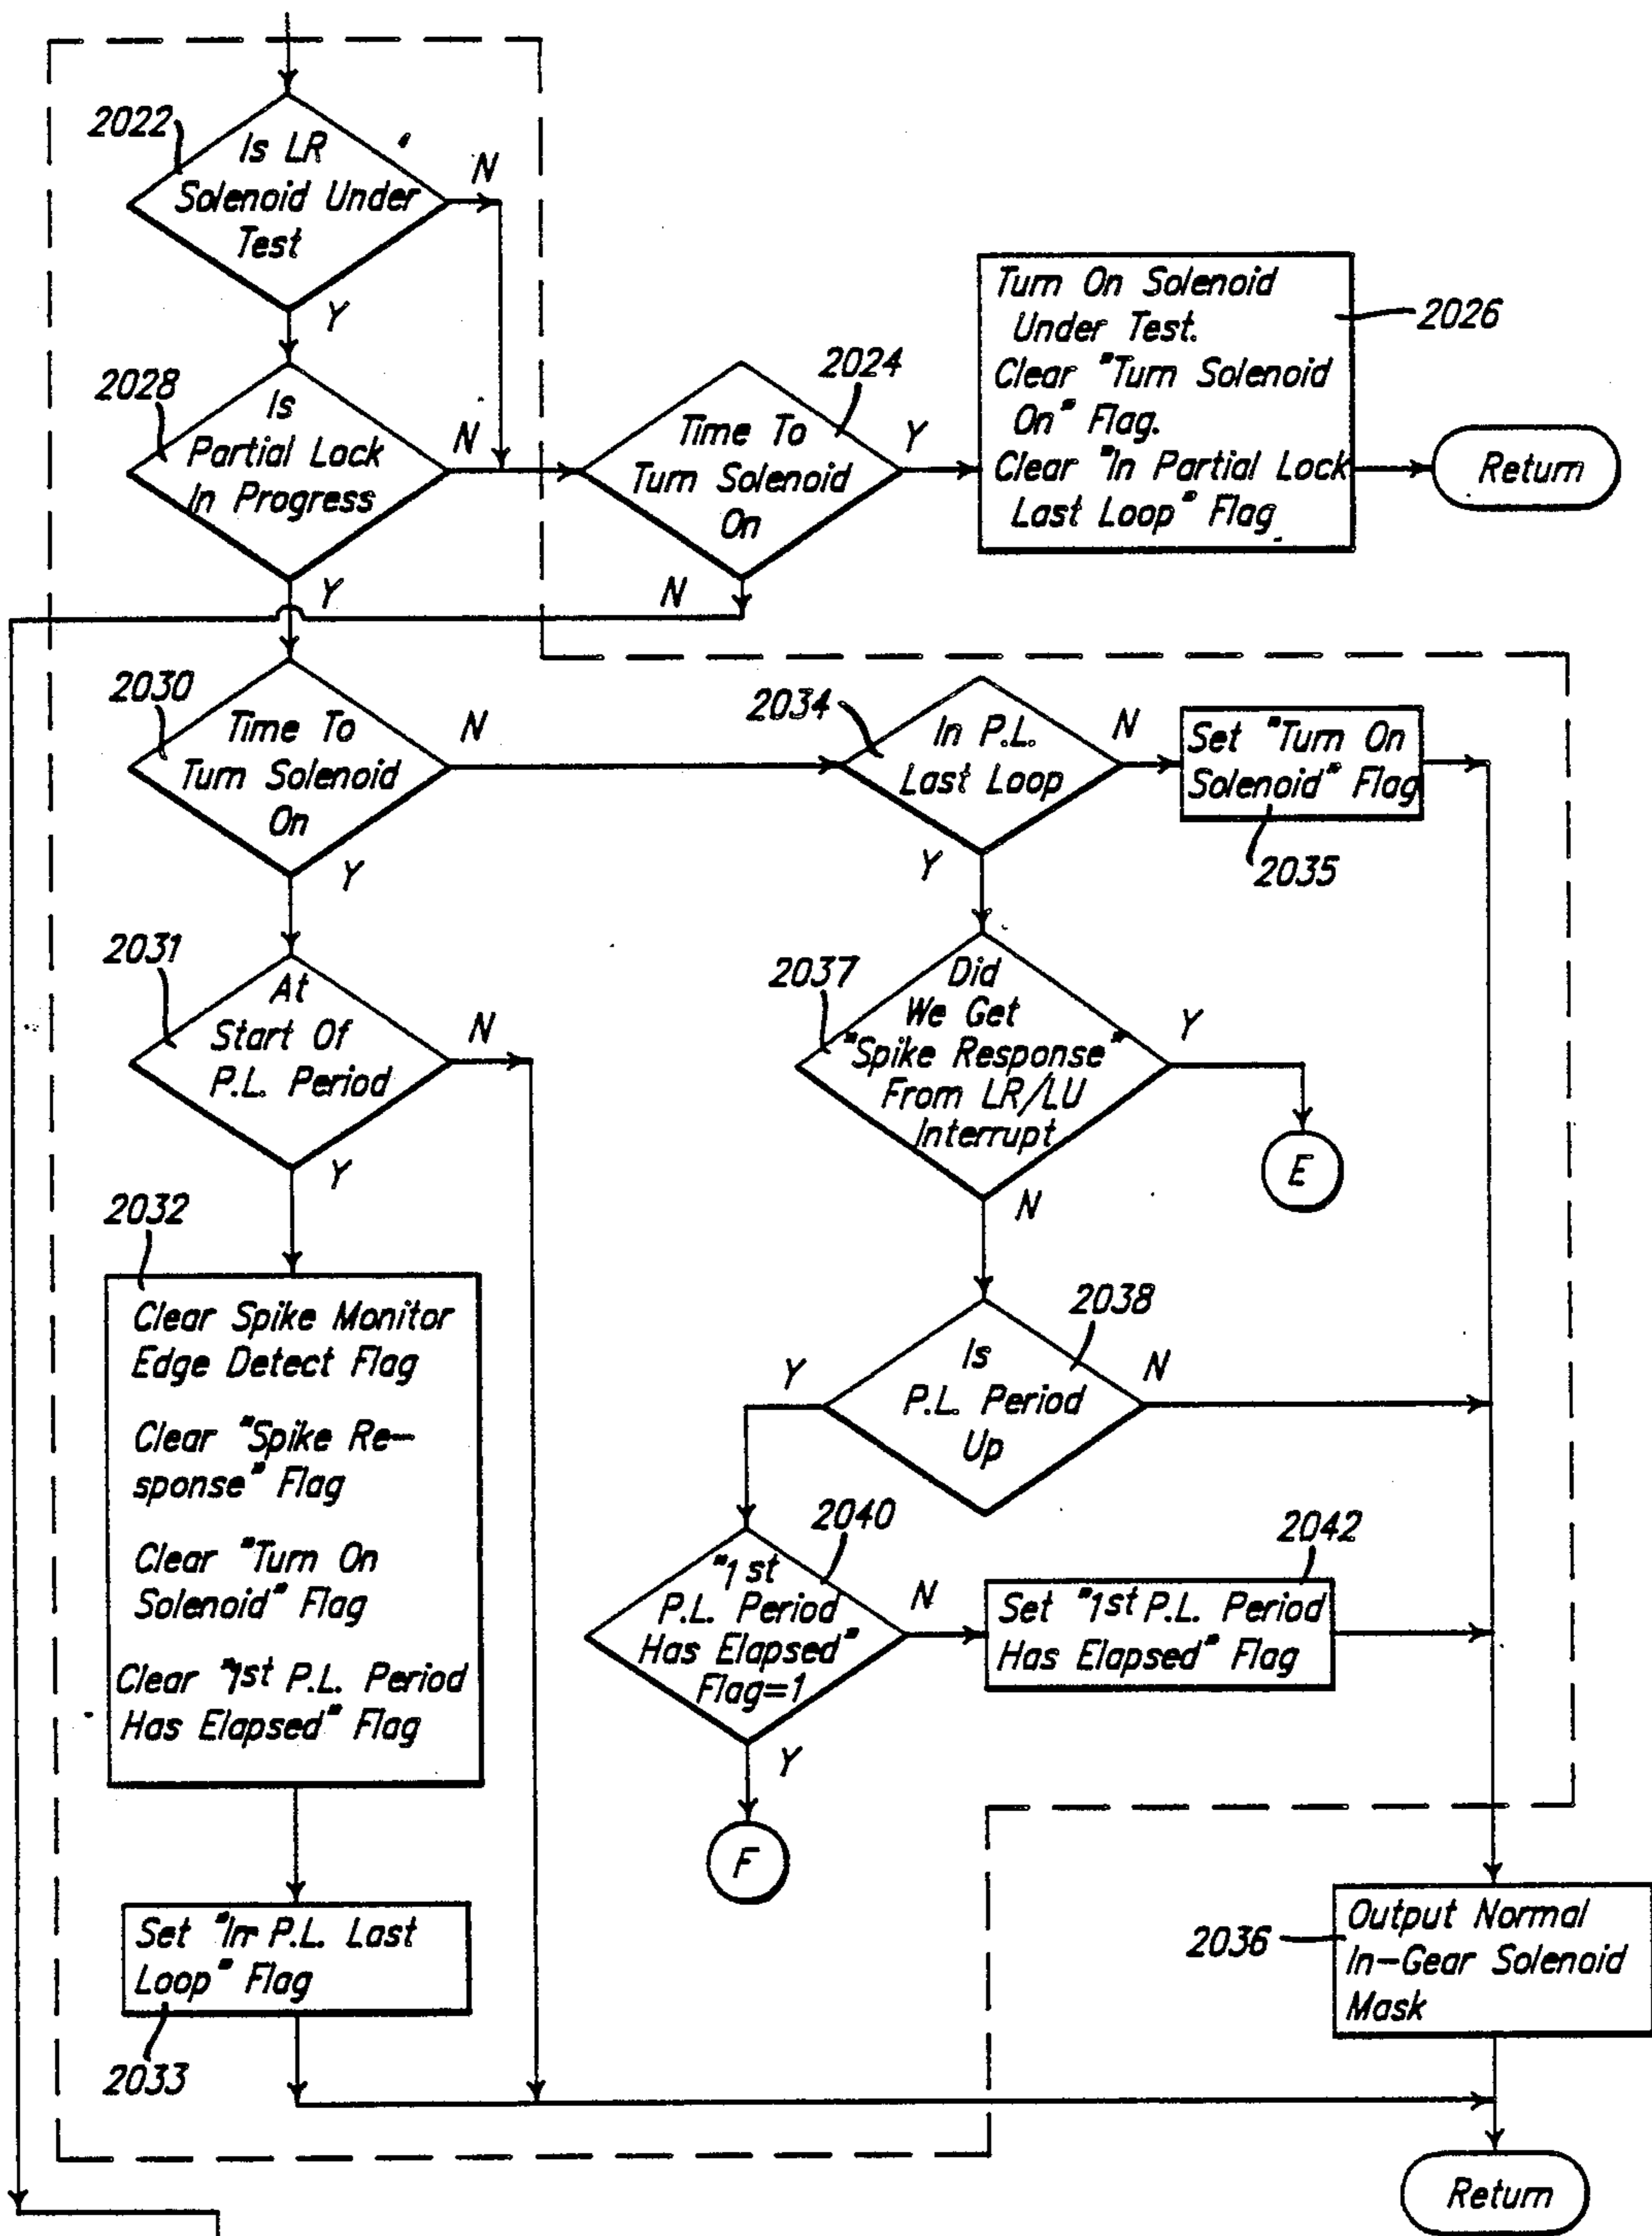 2022
Is LR
Solenoid Under
Test
N
Y
2028
Is
Partial Lock
In Progress
N
Y
2024
Time To
Turn Solenoid
On
Y
N
Turn On Solenoid
Under Test.
Clear "Turn Solenoid
On" Flag.
Clear "In Partial Lock
Last Loop" Flag
2026
Return
2030
Time To
Turn Solenoid
On
N
Y
2034
In P.L.
Last Loop
N
Y
Set "Turn On
Solenoid" Flag
2035
2031
At
Start Of
P.L. Period
N
Y
2037
Did
We Get
"Spike Response"
From LR/LU
Interrupt
Y
N
E
2032
Clear Spike Monitor
Edge Detect Flag
Clear "Spike Re-
sponse" Flag
Clear "Turn On
Solenoid" Flag
Clear "1st P.L. Period
Has Elapsed" Flag
2038
Is
P.L. Period
Up
Y
N
2040
"1st
P.L. Period
Has Elapsed"
Flag=1
N
Y
2042
Set "1st P.L. Period
Has Elapsed" Flag
F
Set "In P.L. Last
Loop" Flag
2033
2036
Output Normal
In-Gear Solenoid
Mask
Return